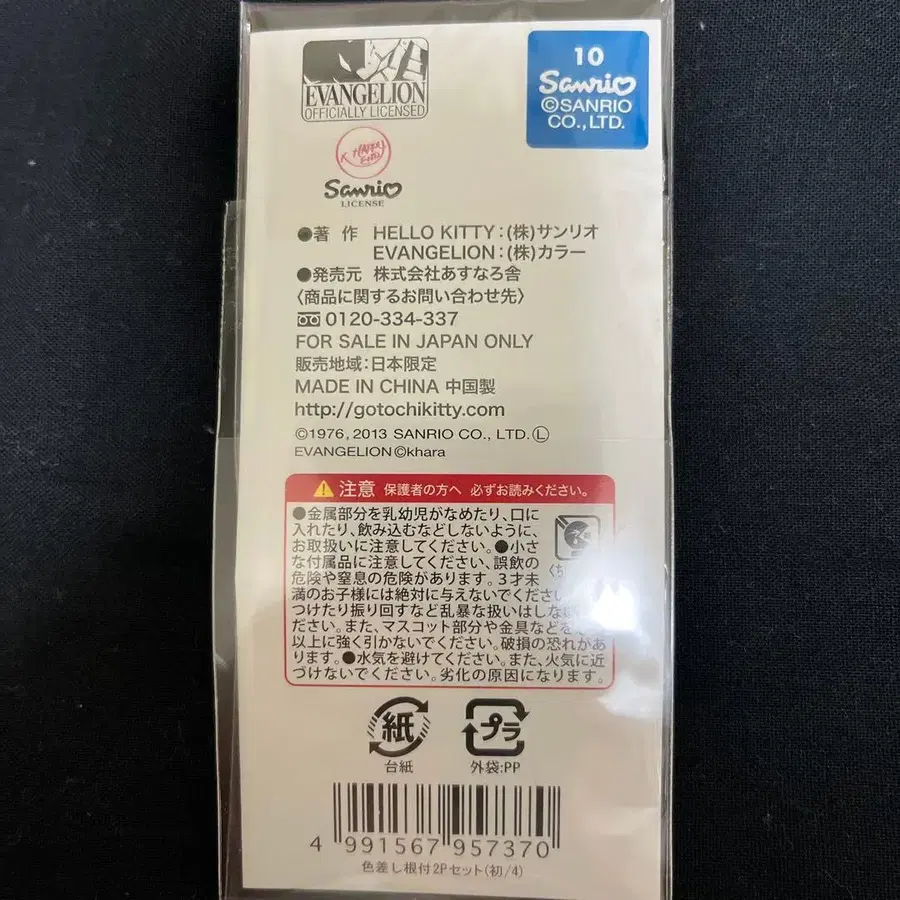 EVANGELION
OFFICIALLY LICENSED
10
Sanrio
©SANRIO
CO.,LTD.
Sanrio
LICENSE
●著 作 HELLO KITTY:(株)サンリオ
EVANGELION:(株)カラー
●発売元 株式会社あすなろ舎
〈商品に関するお問い合わせ先〉
0120-334-337
FOR SALE IN JAPAN ONLY
販売地域:日本限定
MADE IN CHINA 中国製
http://gotochikitty.com
©1976, 2013 SANRIO CO., LTD. Ⓛ
EVANGELION ©khara
注意 保護者の方へ 必ずお読みください。
●金属部分を乳幼児がなめたり、口に
入れたり、飲み込むなどしないように、
お取扱いに注意してください。●小さ
な付属品に注意してください、誤飲の
危険や窒息の危険があります。3才未
満のお子様には絶対に与えないでください
つけたり振り回すなど乱暴な扱いはしな
ださい。また、マスコット部分や金具などを
以上に強く引かないでください。破損の恐れがあ
ります。●水気を避けてください。また、火気に近
づけないでください。劣化の原因になります。
紙
台紙
プラ
外袋:PP
4 991567 957370
色差し根付2Pセット(初/4)